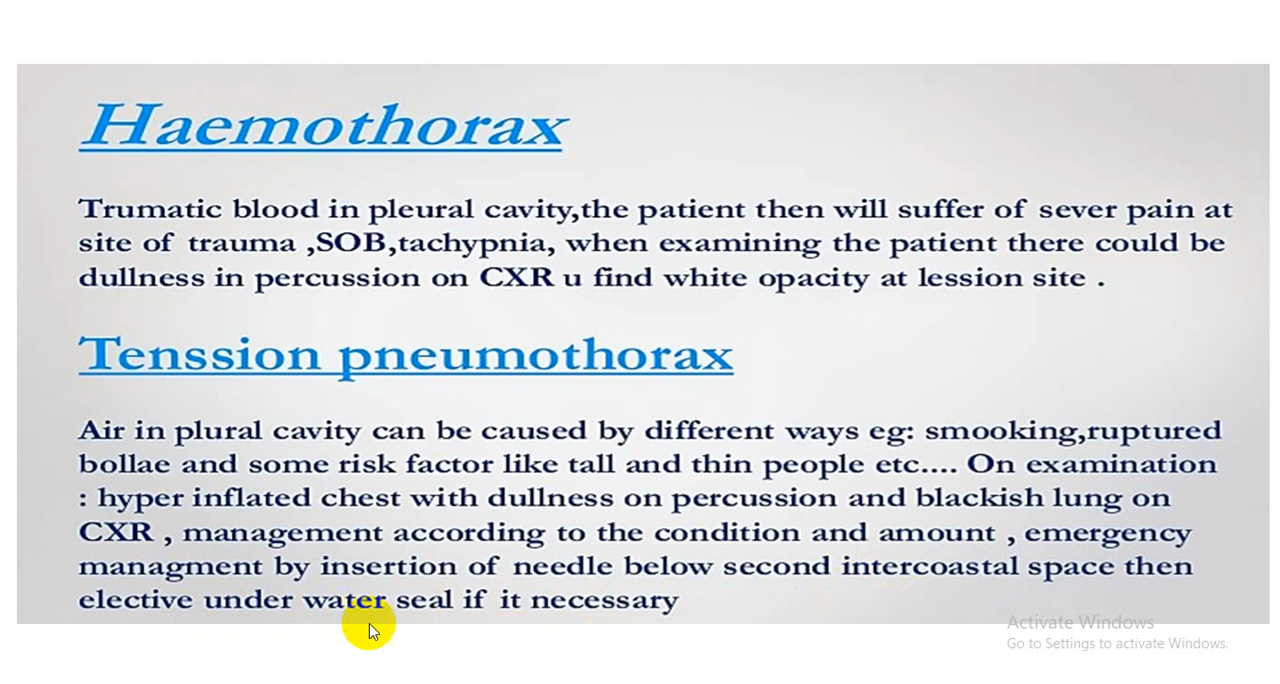 Haemothorax
Trumatic blood in pleural cavity,the patient then will suffer of sever pain at
site of trauma ,SOB,tachypnia, when examining the patient there could be
dullness in percussion on CXR u find white opacity at lession site .
Tenssion pneumothorax
Air in plural cavity can be caused by different ways eg: smooking,ruptured
bollae and some risk factor like tall and thin people etc.... On examination
: hyper inflated chest with dullness on percussion and blackish lung on
CXR , management according to the condition and amount , emergency
managment by insertion of needle below second intercoastal space then
elective under water seal if it necessary
Activate Windows
Go to Settings to activate Windows.